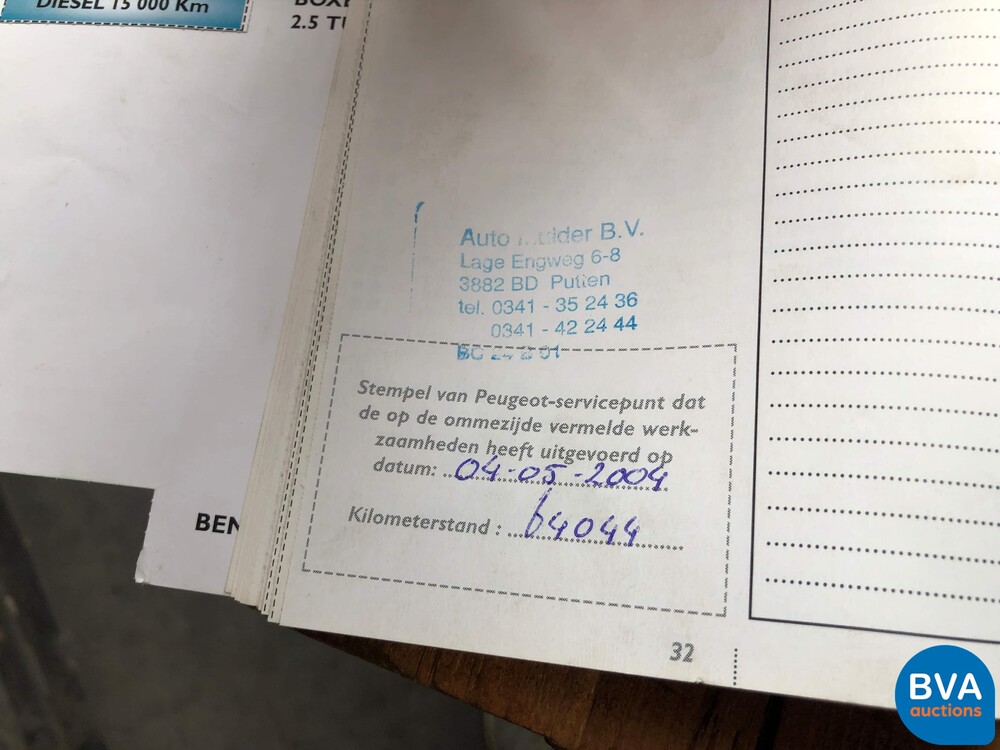 DIESEL 15 000 Km
2.5
Auto B.V.
Lage Engweg 6-8
3882 BD Putten
tel. 0341 - 35 24 36
0341 - 42 24 44
Stempel van Peugeot-servicepunt dat
de op de ommezijde vermelde werk-
zaamheden heeft uitgevoerd op
datum: 04-05-2004
Kilometerstand : 64044
BEN
32
BVA
auctions